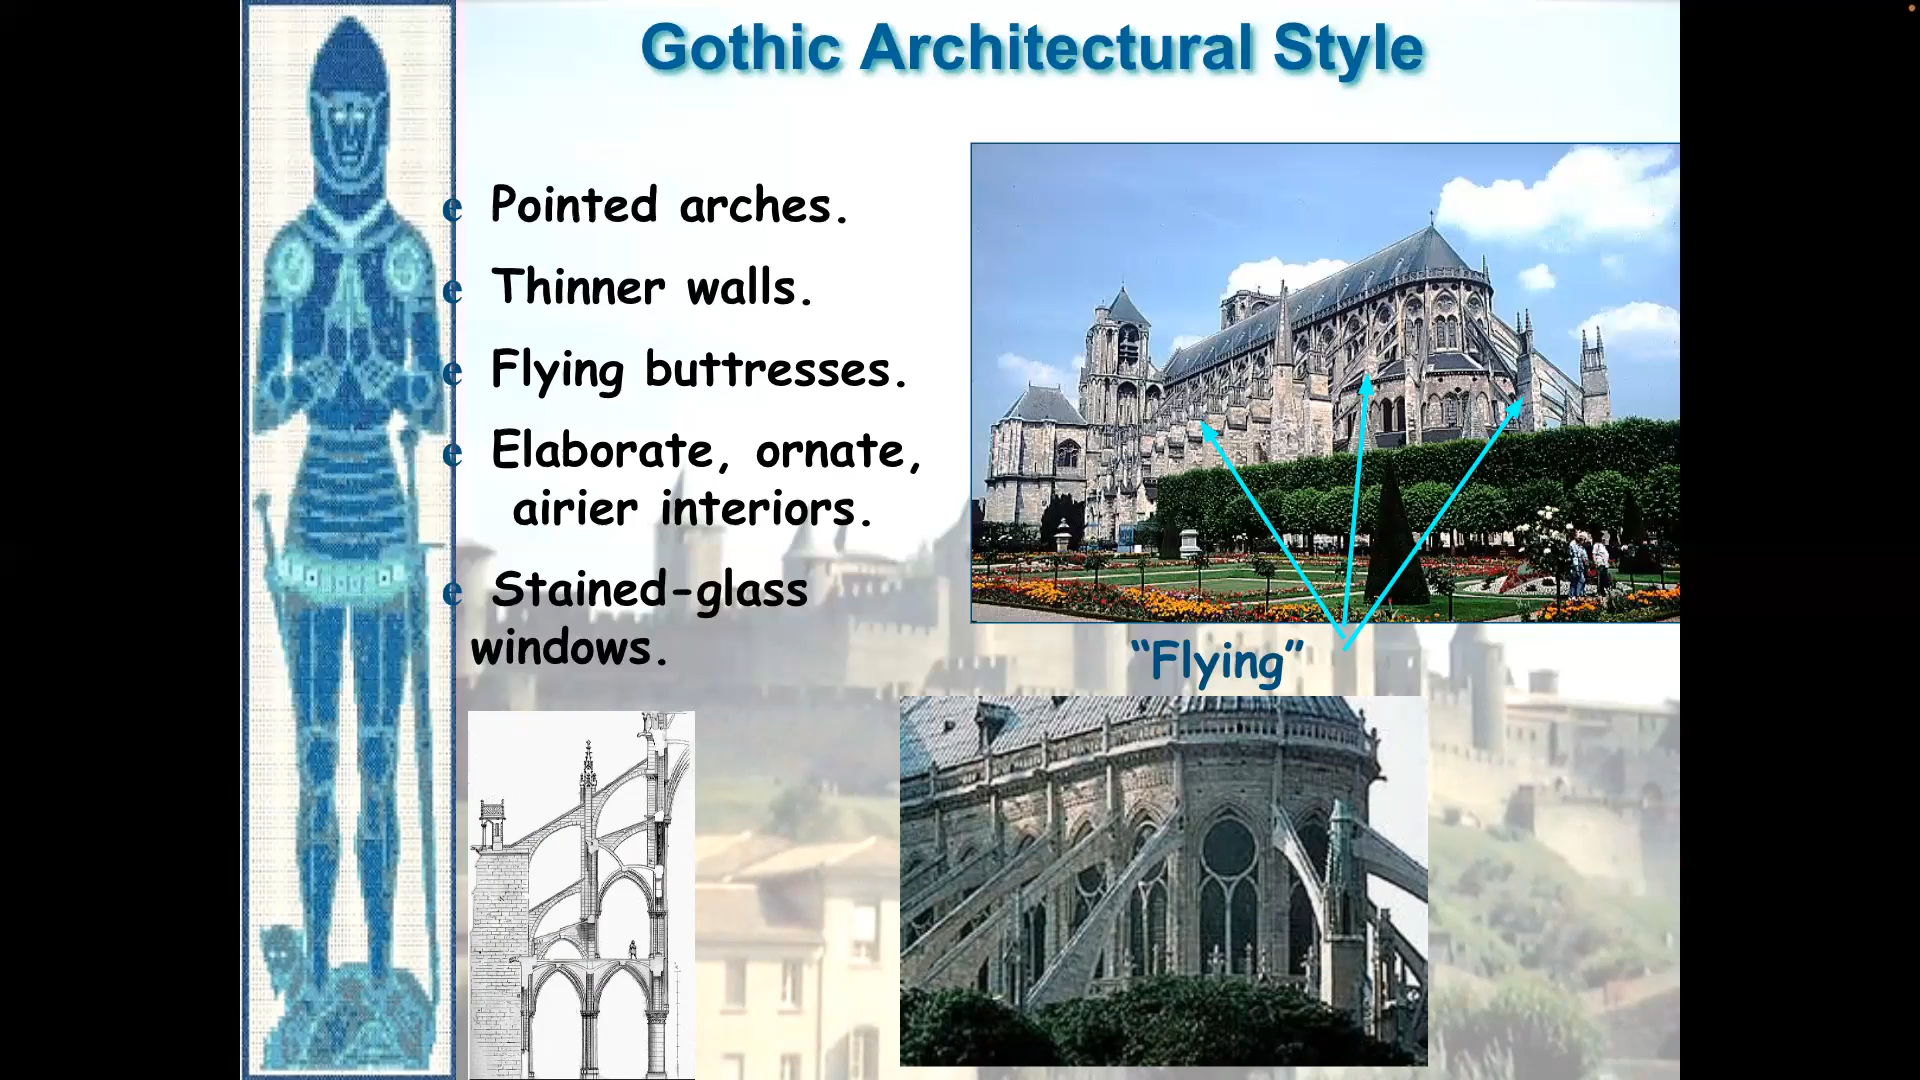 Gothic Architectural Style
e Pointed arches.
e Thinner walls.
e Flying buttresses.
e Elaborate, ornate,
airier interiors.
e Stained-glass
windows.
“Flying”